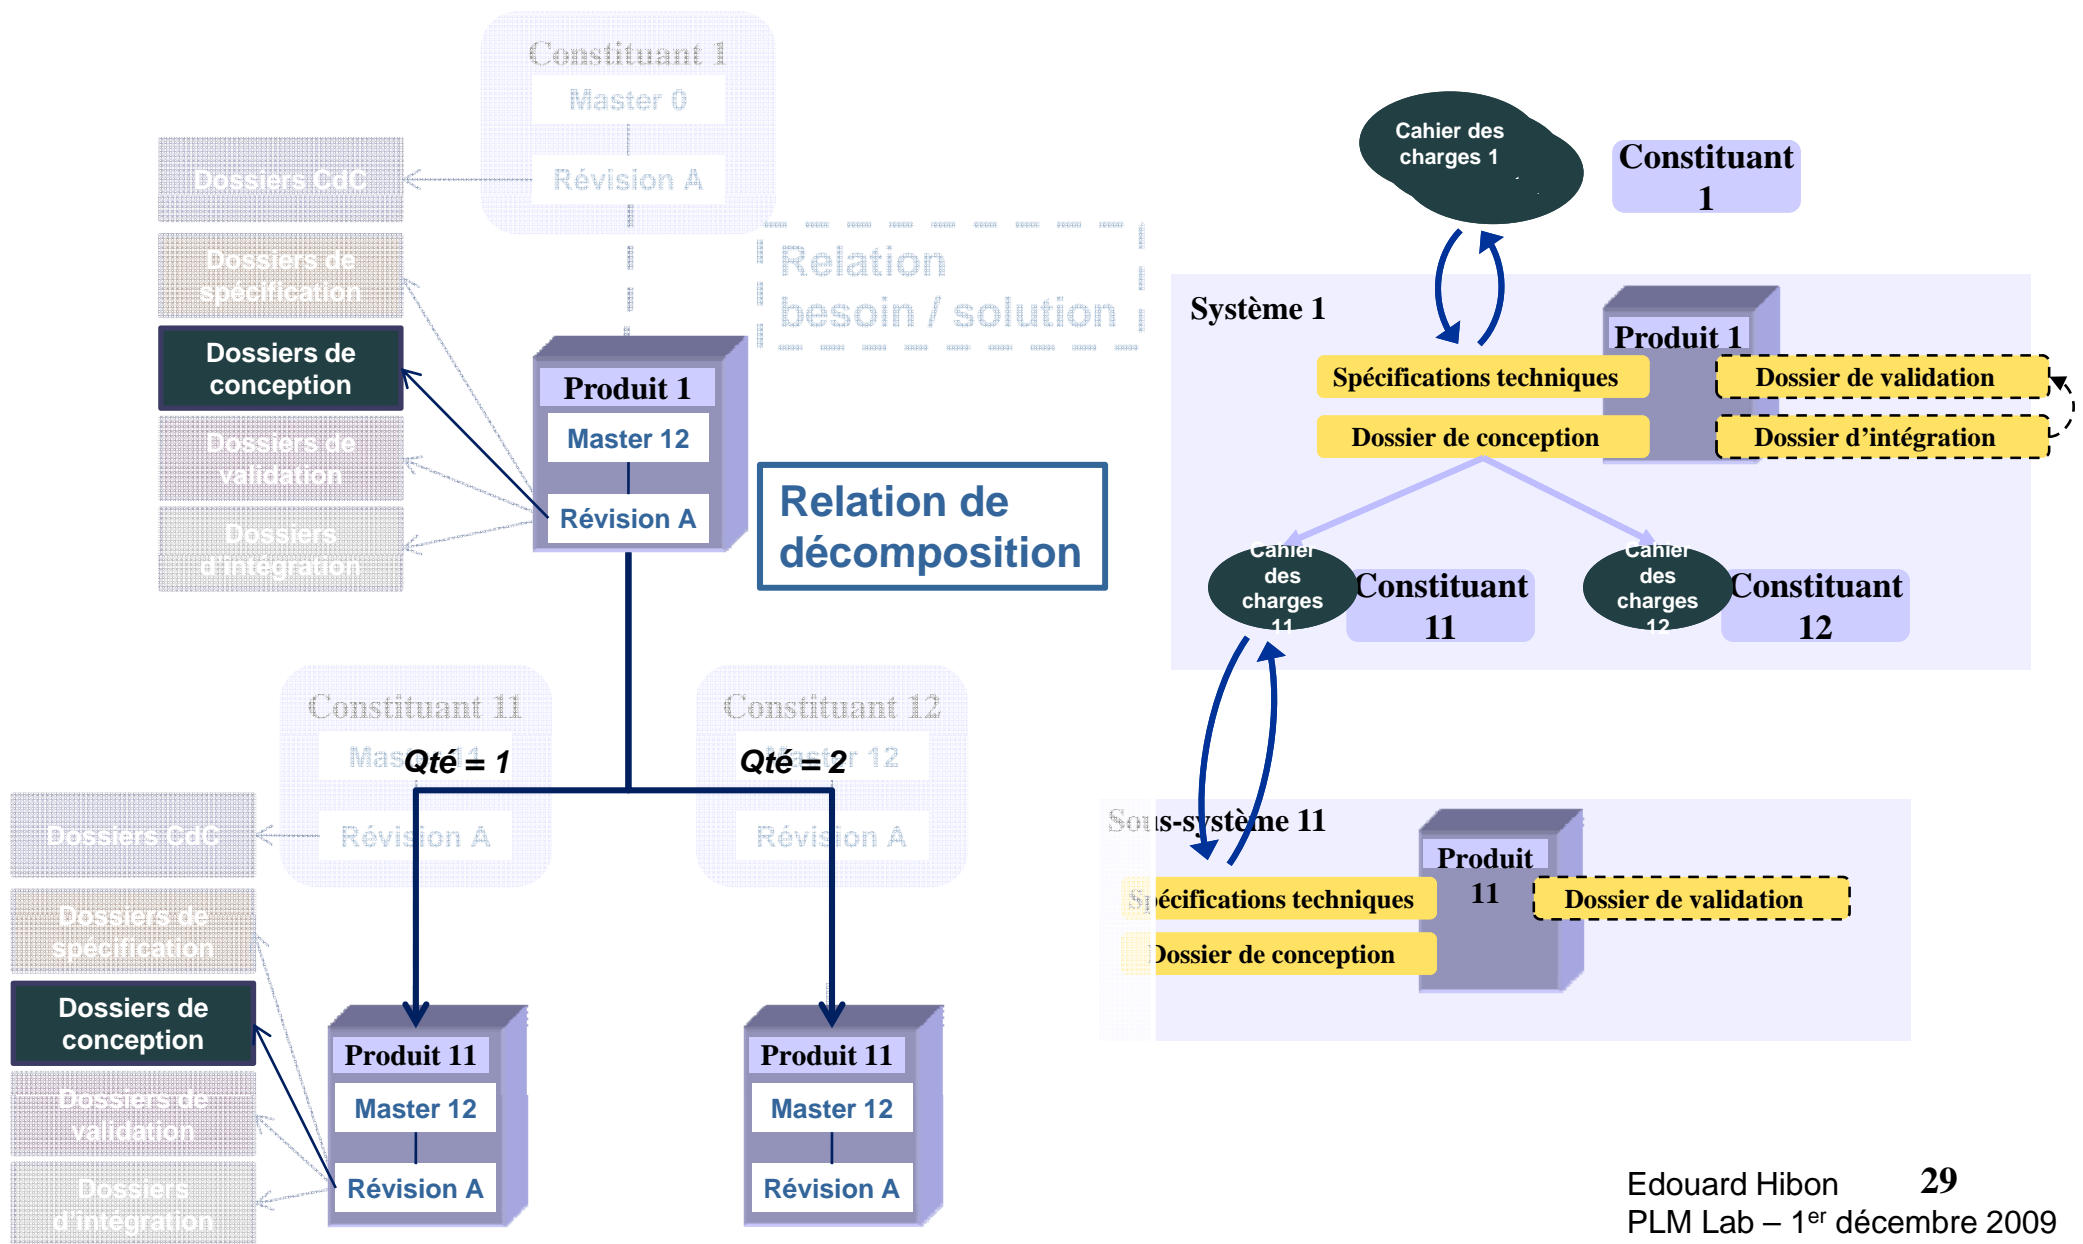 Constituant 1
Master 0
Révision A
Dossiers CdC
Dossiers de
spécification
Dossiers de
conception
Dossiers de
validation
Dossiers
d'intégration
Relation
besoin / solution
Produit 1
Master 12
Révision A
Relation de
décomposition
Constituant 11
Master 11
Qté = 1
Révision A
Constituant 12
Master 12
Qté = 2
Révision A
Dossiers CdC
Dossiers de
spécification
Dossiers de
conception
Dossiers de
validation
Dossiers
d'intégration
Produit 11
Master 12
Révision A
Produit 11
Master 12
Révision A
Cahier des
charges 1
Constituant
1
Système 1
Produit 1
Spécifications techniques
Dossier de validation
Dossier de conception
Dossier d'intégration
Cahier
des
charges
11
Constituant
11
Cahier
des
charges
12
Constituant
12
Sous-système 11
Produit
11
Spécifications techniques
Dossier de validation
Dossier de conception
Edouard Hibon 29
PLM Lab – 1er décembre 2009